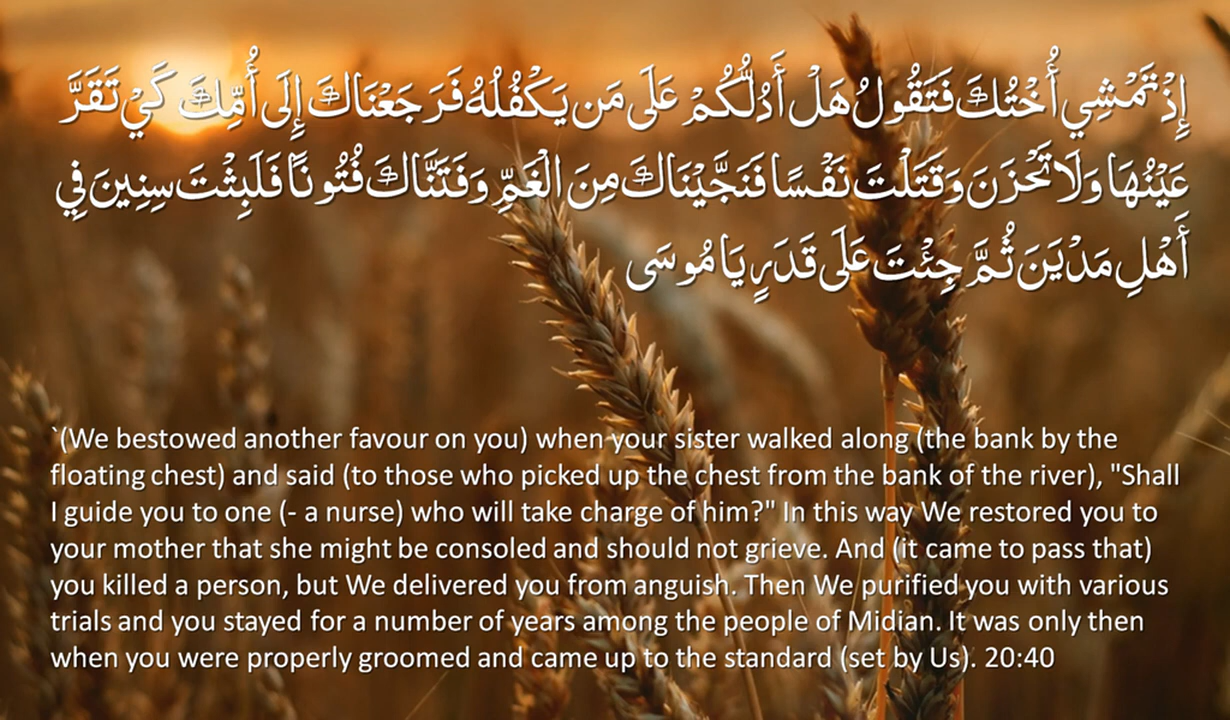 إِذْ تَمْشِي أُخْتُكَ فَتَقُولُ هَلْ أَدُلُّكُمْ عَلَى مَن يَكْفُلُهُ فَرَجَعْنَاكَ إِلَى أُمِّكَ كَيْ تَقَرَّ
عَيْنُهَا وَلَا تَحْزَنَ وَقَتَلْتَ نَفْسًا فَنَجَّيْنَاكَ مِنَ الْغَمِّ وَفَتَنَّاكَ فُتُونًا فَلَبِثْتَ سِنِينَ فِي
أَهْلِ مَدْيَنَ ثُمَّ جِئْتَ عَلَى قَدَرٍ يَا مُوسَى
`(We bestowed another favour on you) when your sister walked along (the bank by the
floating chest) and said (to those who picked up the chest from the bank of the river), "Shall
I guide you to one (- a nurse) who will take charge of him?" In this way We restored you to
your mother that she might be consoled and should not grieve. And (it came to pass that)
you killed a person, but We delivered you from anguish. Then We purified you with various
trials and you stayed for a number of years among the people of Midian. It was only then
when you were properly groomed and came up to the standard (set by Us). 20:40